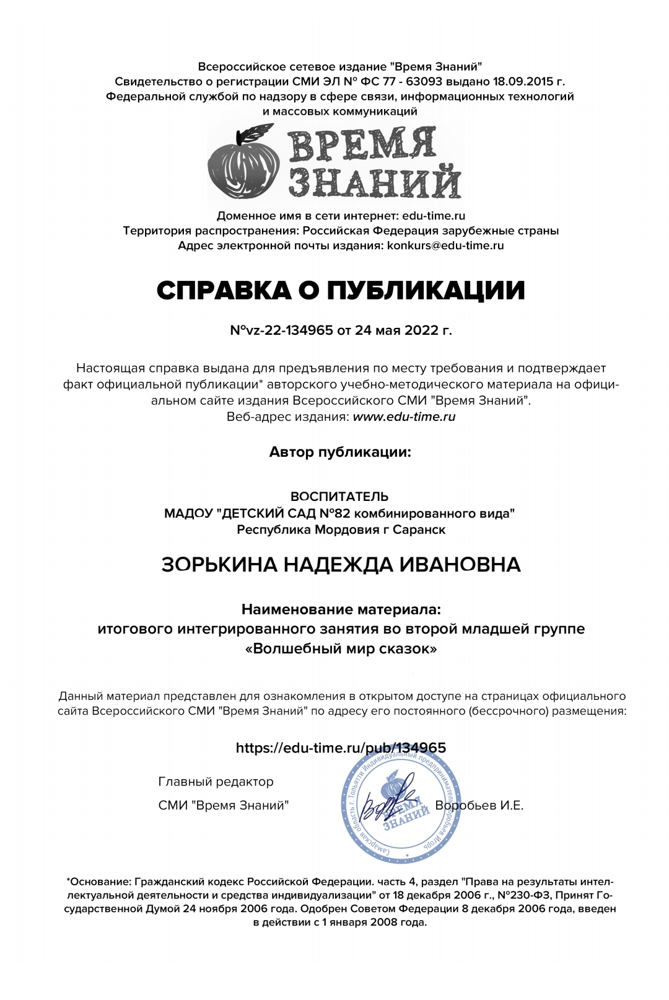 Всероссийское сетевое издание "Время Знаний"
Свидетельство о регистрации СМИ ЭЛ № ФС 77 - 63093 выдано 18.09.2015 г.
Федеральной службой по надзору в сфере связи, информационных технологий
и массовых коммуникаций
ВРЕМЯ
ЗНАНИЙ
Доменное имя в сети интернет: edu-time.ru
Территория распространения: Российская Федерация зарубежные страны
Адрес электронной почты издания: konkurs@edu-time.ru
СПРАВКА О ПУБЛИКАЦИИ
№vz-22-134965 от 24 мая 2022 г.
Настоящая справка выдана для предъявления по месту требования и подтверждает
факт официальной публикации* авторского учебно-методического материала на офици-
альном сайте издания Всероссийского СМИ "Время Знаний".
Веб-адрес издания: www.edu-time.ru
Автор публикации:
ВОСПИТАТЕЛЬ
МАДОУ "ДЕТСКИЙ САД №82 комбинированного вида"
Республика Мордовия г Саранск
ЗОРЬКИНА НАДЕЖДА ИВАНОВНА
Наименование материала:
итогового интегрированного занятия во второй младшей группе
«Волшебный мир сказок»
Данный материал представлен для ознакомления в открытом доступе на страницах официального
сайта Всероссийского СМИ "Время Знаний" по адресу его постоянного (бессрочного) размещения:
https://edu-time.ru/pub/134965
Главный редактор
СМИ "Время Знаний"
Воробьев И.Е.
Самарская область г. Тольятти Индивидуальный предприниматель Воробьев Игорь
ВРЕМЯ
ЗНАНИЙ
*Основание: Гражданский кодекс Российской Федерации. часть 4, раздел "Права на результаты интел-
лектуальной деятельности и средства индивидуализации" от 18 декабря 2006 г., №230-ФЗ, Принят Го-
сударственной Думой 24 ноября 2006 года. Одобрен Советом Федерации 8 декабря 2006 года, введен
в действии с 1 января 2008 года.